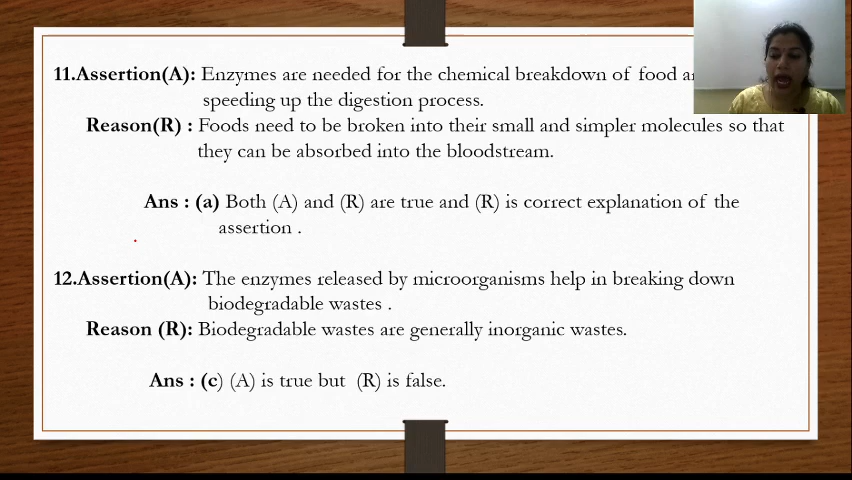 11.Assertion(A): Enzymes are needed for the chemical breakdown of food
speeding up the digestion process.
Reason(R) : Foods need to be broken into their small and simpler molecules so that
they can be absorbed into the bloodstream.
Ans : (a) Both (A) and (R) are true and (R) is correct explanation of the
assertion .
12.Assertion(A): The enzymes released by microorganisms help in breaking down
biodegradable wastes .
Reason (R): Biodegradable wastes are generally inorganic wastes.
Ans : (c) (A) is true but (R) is false.